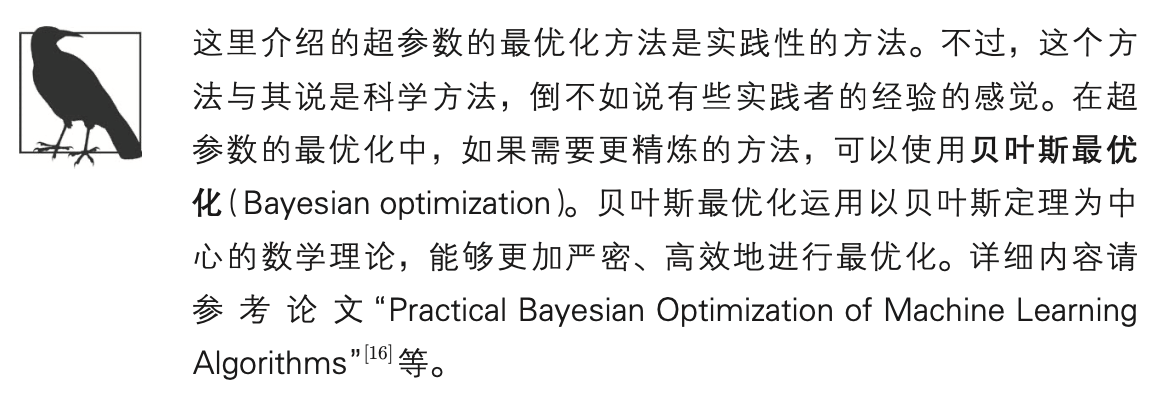 这里介绍的超参数的最优化方法是实践性的方法。不过，这个方
法与其说是科学方法，倒不如说有些实践者的经验的感觉。在超
参数的最优化中，如果需要更精炼的方法，可以使用贝叶斯最优
化（Bayesian optimization）。贝叶斯最优化运用以贝叶斯定理为中
心的数学理论，能够更加严密、高效地进行最优化。详细内容请
参考论文“Practical Bayesian Optimization of Machine Learning
Algorithms”[16]等。